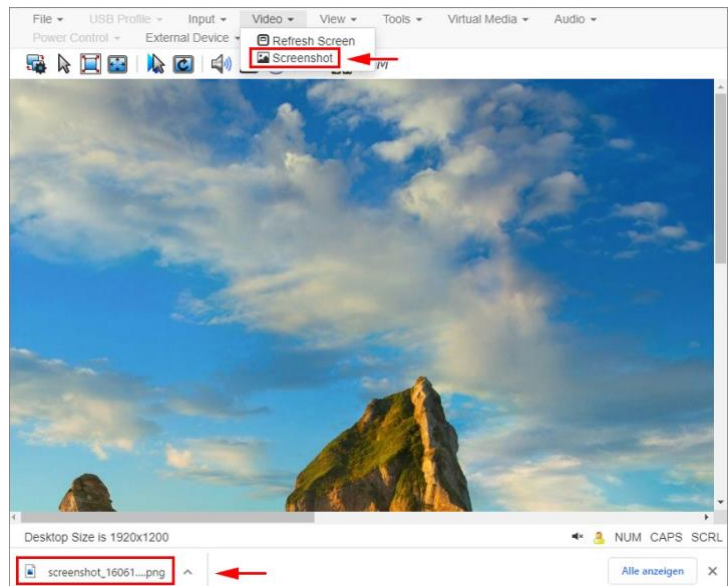 File USB Profile Input Video View Tools Virtual Media Audio
Power Control External Device
Refresh Screen
Screenshot
Desktop Size is 1920x1200
NUM CAPS SCRL
screenshot_16061....png
Alle anzeigen